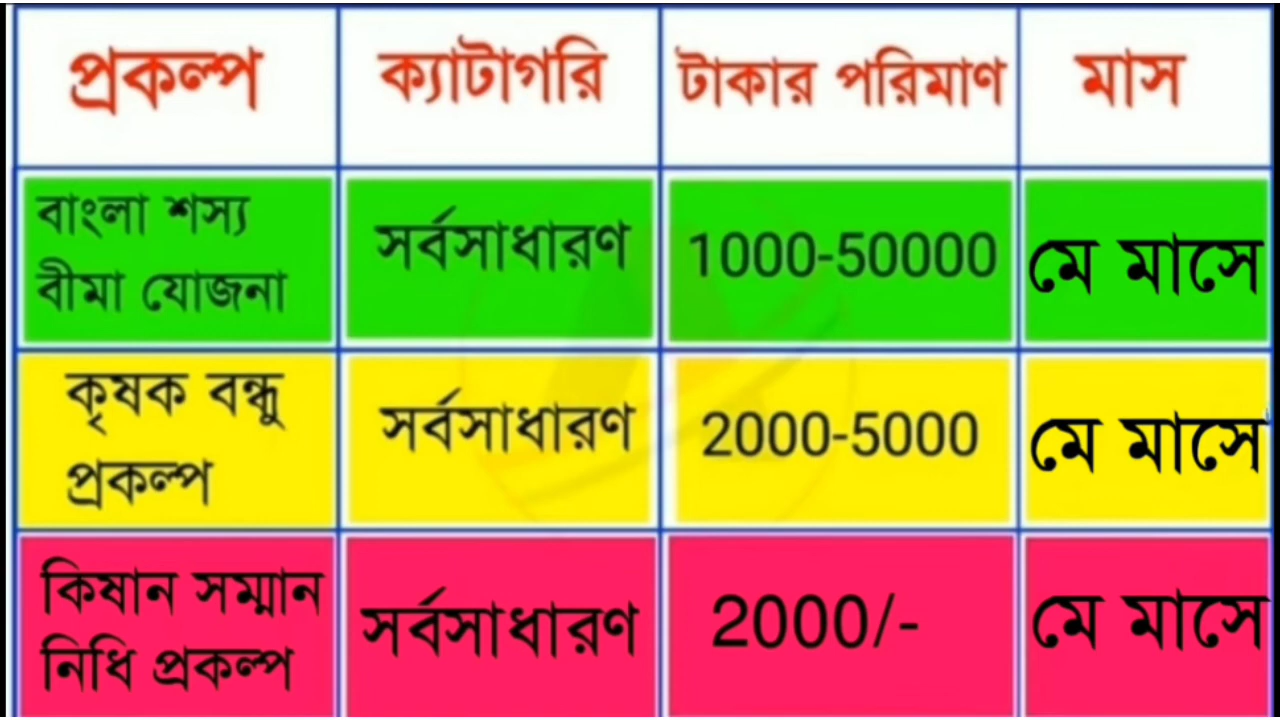 প্রকল্প ক্যাটাগরি টাকার পরিমাণ মাস
বাংলা শস্য
বীমা যোজনা
সর্বসাধারণ
1000-50000
মে মাসে
কৃষক বন্ধু
প্রকল্প
সর্বসাধারণ
2000-5000
মে মাসে
কিষান সম্মান
নিধি প্রকল্প
সর্বসাধারণ
2000/-
মে মাসে